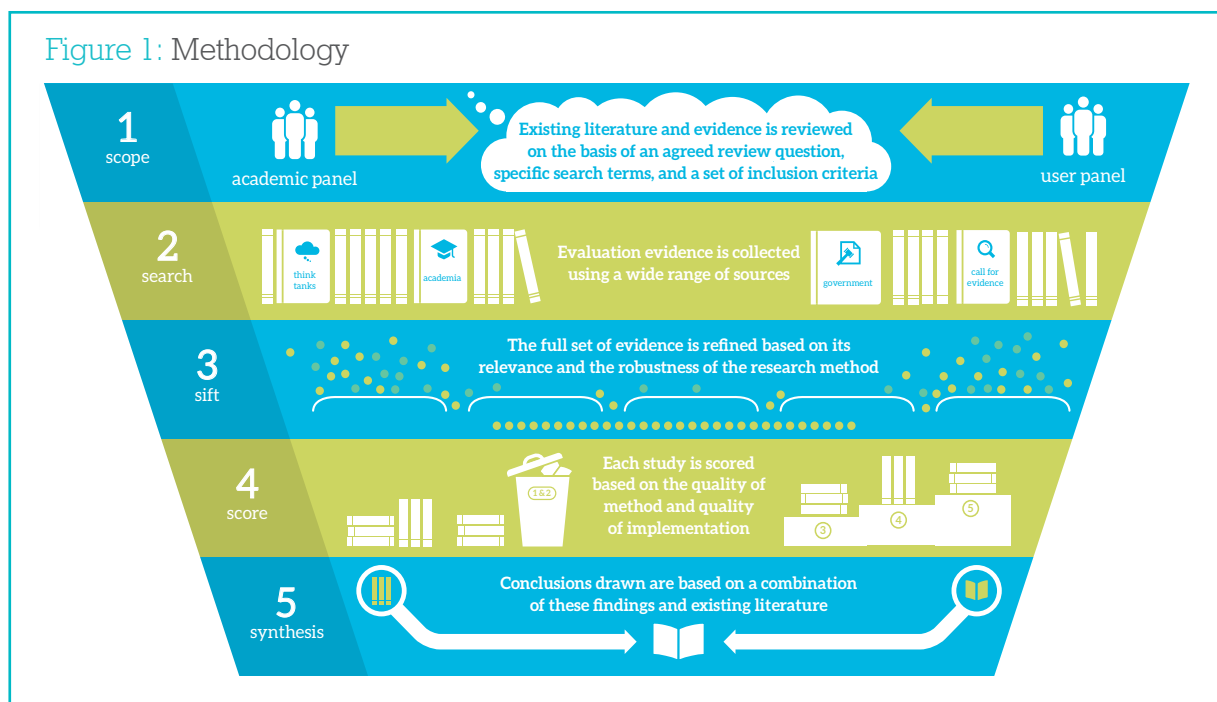 Figure 1: Methodology
1
scope
academic panel
Existing literature and evidence is reviewed
on the basis of an agreed review question,
specific search terms, and a set of inclusion criteria
user panel
2
search
think
tanks
academia
Evaluation evidence is collected
using a wide range of sources
government
call for
evidence
3
sift
The full set of evidence is refined based on its
relevance and the robustness of the research method
4
score
1 & 2
Each study is scored
based on the quality of
method and quality
of implementation
3
4
5
5
synthesis
Conclusions drawn are based on a combination
of these findings and existing literature